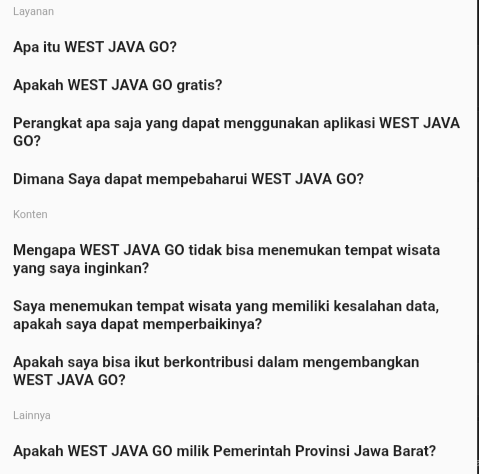 Layanan
Apa itu WEST JAVA GO?
Apakah WEST JAVA GO gratis?
Perangkat apa saja yang dapat menggunakan aplikasi WEST JAVA
GO?
Dimana Saya dapat mempebaharui WEST JAVA GO?
Konten
Mengapa WEST JAVA GO tidak bisa menemukan tempat wisata
yang saya inginkan?
Saya menemukan tempat wisata yang memiliki kesalahan data,
apakah saya dapat memperbaikinya?
Apakah saya bisa ikut berkontribusi dalam mengembangkan
WEST JAVA GO?
Lainnya
Apakah WEST JAVA GO milik Pemerintah Provinsi Jawa Barat?